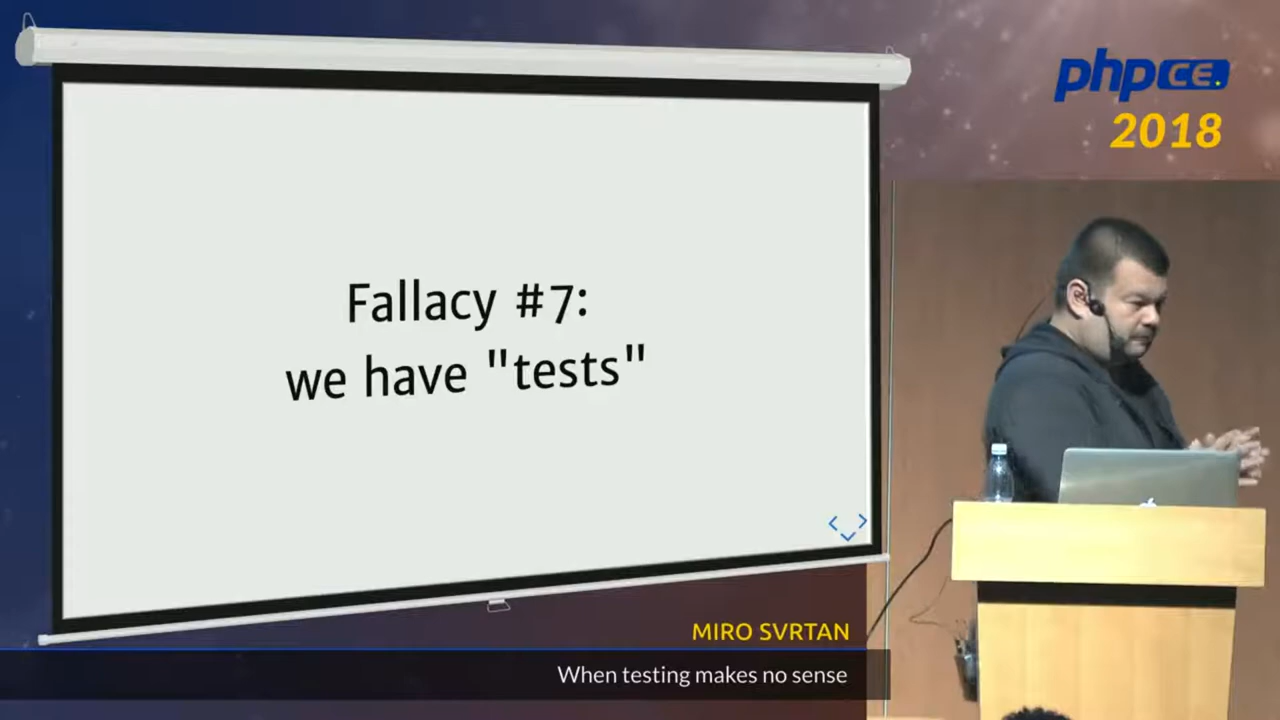 phpCE.
2018
Fallacy #7:
we have "tests"
MIRO SVRTAN
When testing makes no sense